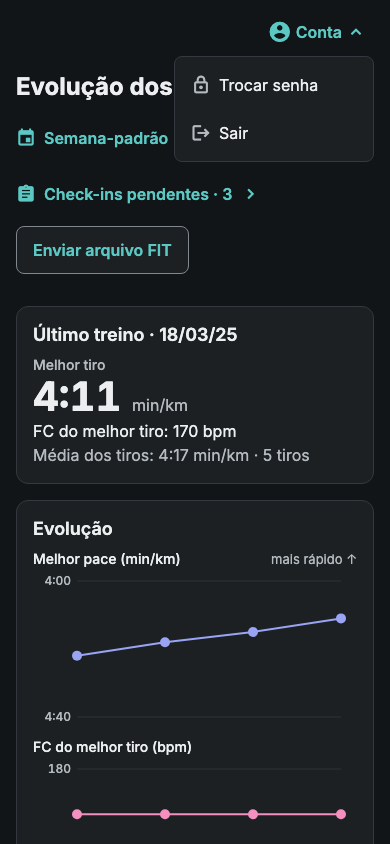 Conta
Trocar senha
Sair
Evolução dos
Semana-padrão
Check-ins pendentes · 3
Enviar arquivo FIT
Último treino · 18/03/25
Melhor tiro
4:11 min/km
FC do melhor tiro: 170 bpm
Média dos tiros: 4:17 min/km · 5 tiros
Evolução
Melhor pace (min/km) mais rápido ↑
4:00
4:40
FC do melhor tiro (bpm)
180